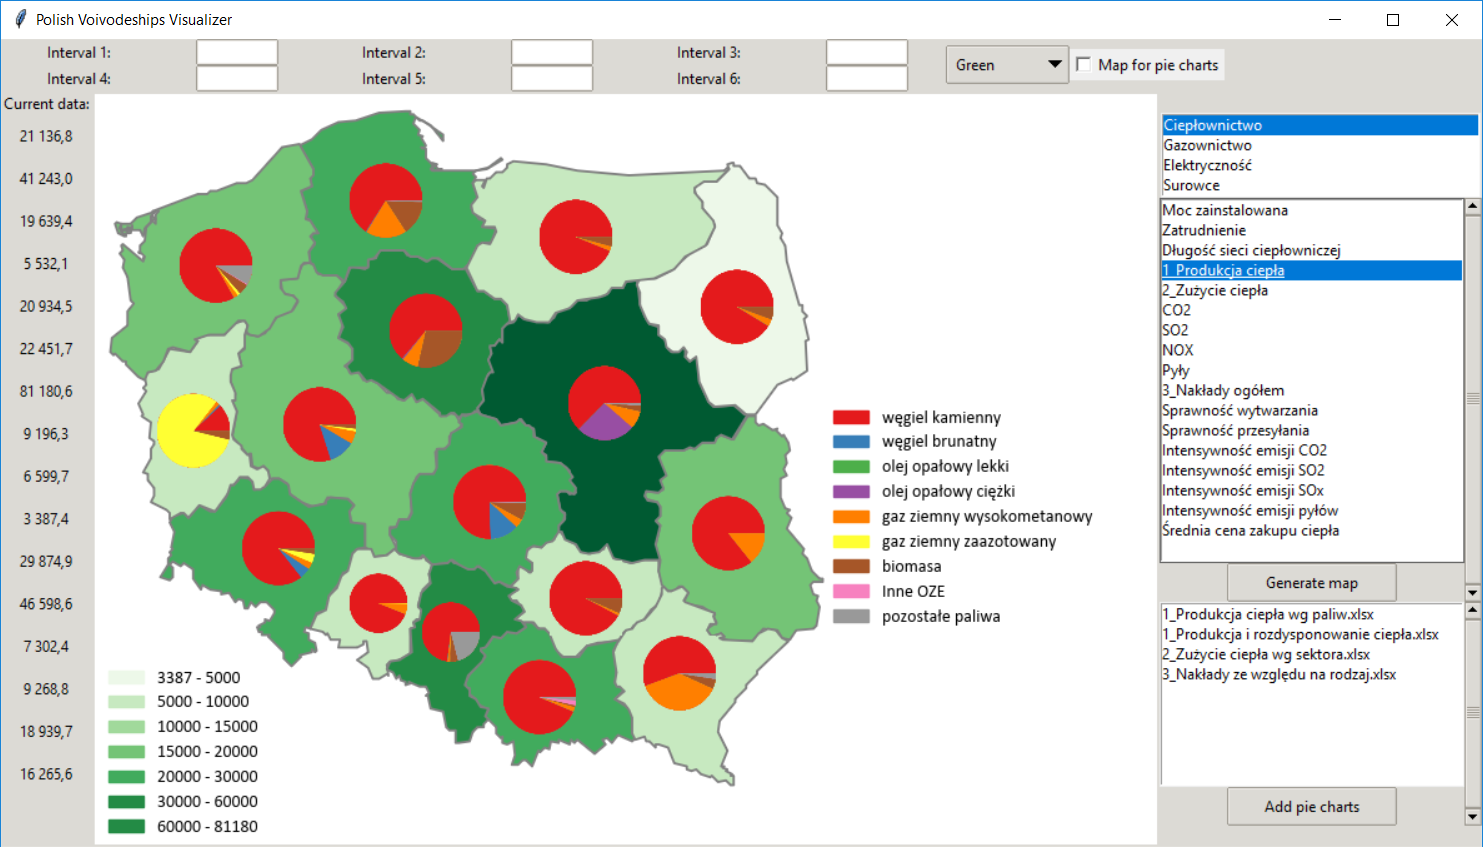 Polish Voivodeships Visualizer
Interval 1:
Interval 2:
Interval 3:
Interval 4:
Interval 5:
Interval 6:
Green
Map for pie charts
Current data:
21 136,8
41 243,0
19 639,4
5 532,1
20 934,5
22 451,7
81 180,6
9 196,3
6 599,7
3 387,4
29 874,9
46 598,6
7 302,4
9 268,8
18 939,7
16 265,6
3387 - 5000
5000 - 10000
10000 - 15000
15000 - 20000
20000 - 30000
30000 - 60000
60000 - 81180
węgiel kamienny
węgiel brunatny
olej opałowy lekki
olej opałowy ciężki
gaz ziemny wysokometanowy
gaz ziemny zaazotowany
biomasa
Inne OZE
pozostałe paliwa
Ciepłownictwo
Gazownictwo
Elektryczność
Surowce
Moc zainstalowana
Zatrudnienie
Długość sieci ciepłowniczej
1_Produkcja ciepła
2_Zużycie ciepła
CO2
SO2
NOX
Pyły
3_Nakłady ogółem
Sprawność wytwarzania
Sprawność przesyłania
Intensywność emisji CO2
Intensywność emisji SO2
Intensywność emisji SOx
Intensywność emisji pyłów
Średnia cena zakupu ciepła
Generate map
1_Produkcja ciepła wg paliw.xlsx
1_Produkcja i rozdysponowanie ciepła.xlsx
2_Zużycie ciepła wg sektora.xlsx
3_Nakłady ze względu na rodzaj.xlsx
Add pie charts